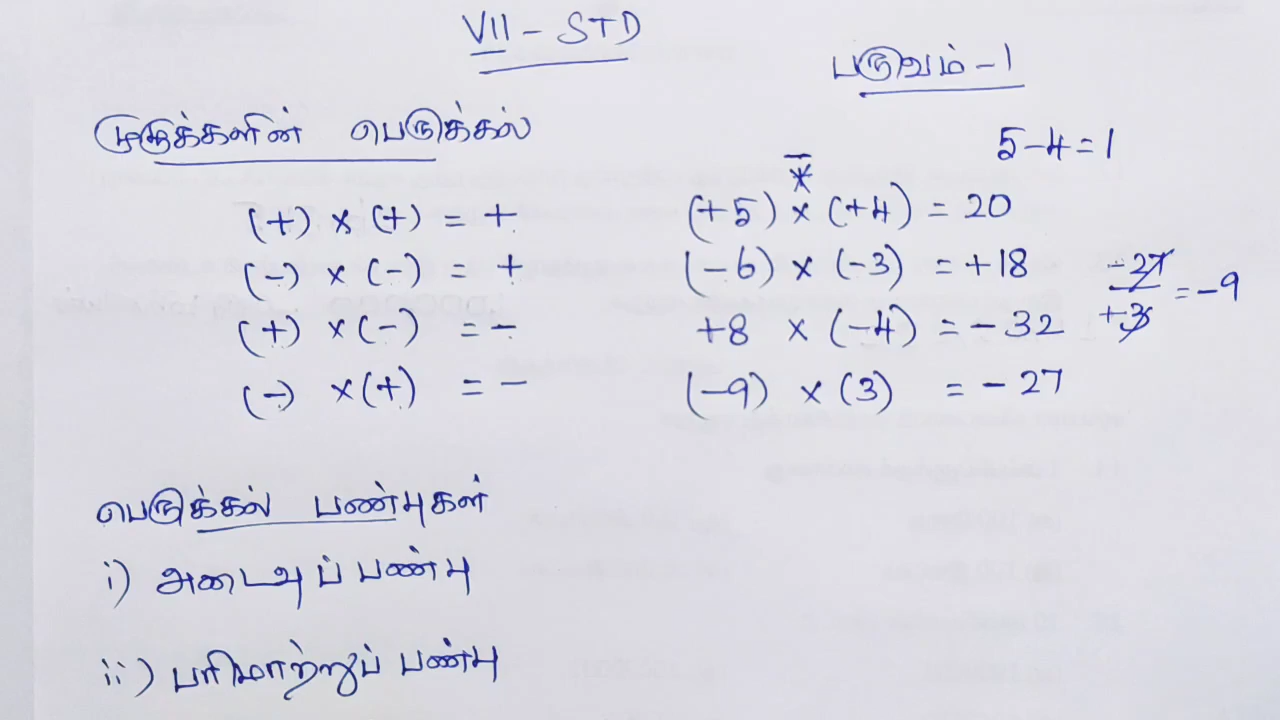 VII - STD
பருவம் - 1
முழுக்களின் பெருக்கல்
5-4=1
(+) × (+) = +
(-) × (-) = +
(+) × (-) = -
(-) × (+) = -
(+5) × (+4) = 20
(-6) × (-3) = +18
+8 × (-4) = -32
(-9) × (3) = -27
-27/+3 = -9
பெருக்கல் பண்புகள்
i) அடைவுப் பண்பு
ii) பரிமாற்றுப் பண்பு